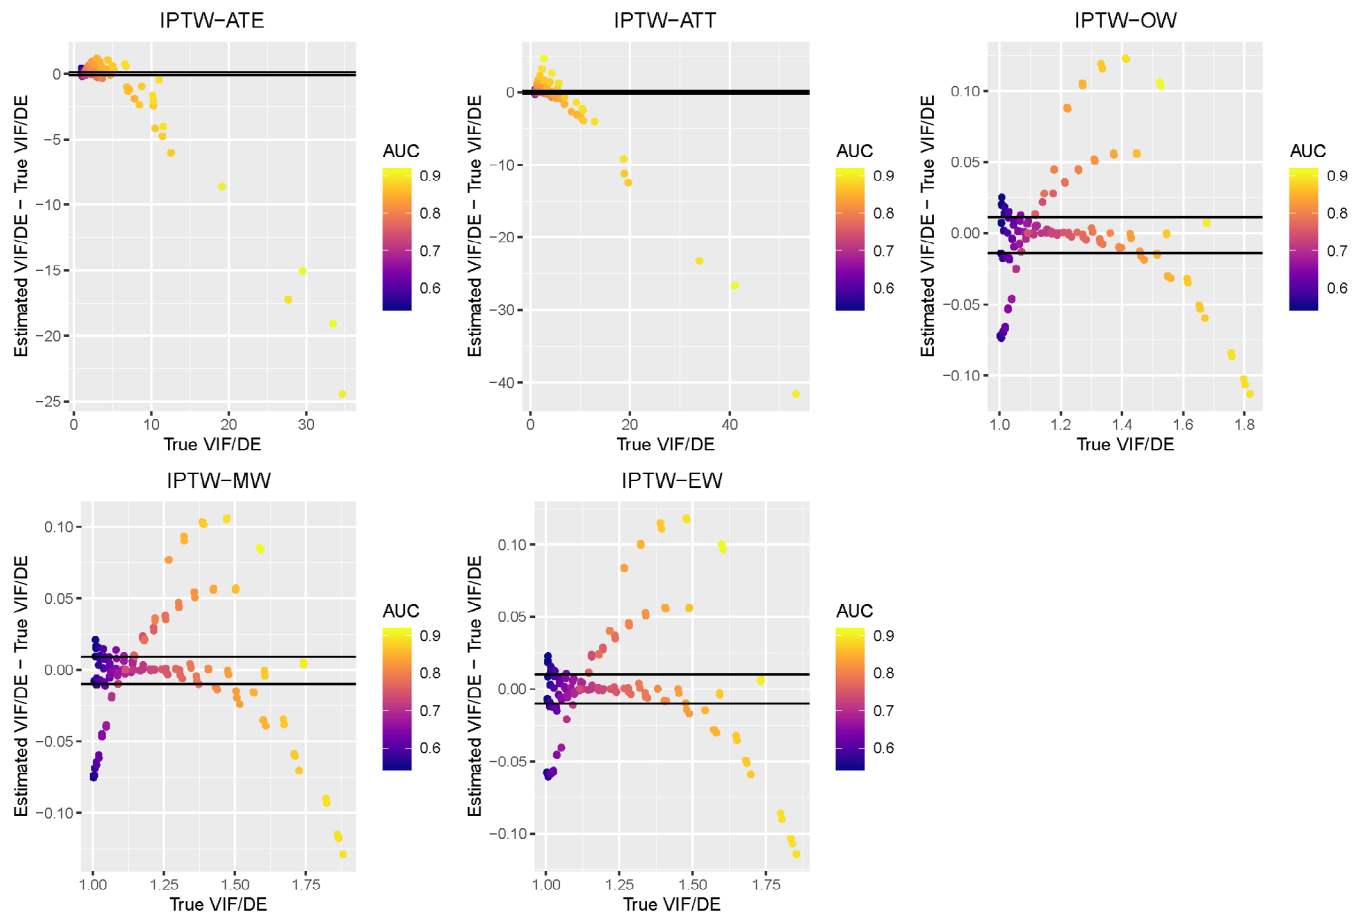 IPTW−ATE
Estimated VIF/DE − True VIF/DE
0
−5
−10
−15
−20
−25
0 10 20 30
True VIF/DE
AUC
0.9
0.8
0.7
0.6
IPTW−ATT
Estimated VIF/DE − True VIF/DE
0
−10
−20
−30
−40
0 20 40
True VIF/DE
AUC
0.9
0.8
0.7
0.6
IPTW−OW
Estimated VIF/DE − True VIF/DE
0.10
0.05
0.00
−0.05
−0.10
1.0 1.2 1.4 1.6 1.8
True VIF/DE
AUC
0.9
0.8
0.7
0.6
IPTW−MW
Estimated VIF/DE − True VIF/DE
0.10
0.05
0.00
−0.05
−0.10
1.00 1.25 1.50 1.75
True VIF/DE
AUC
0.9
0.8
0.7
0.6
IPTW−EW
Estimated VIF/DE − True VIF/DE
0.10
0.05
0.00
−0.05
−0.10
1.00 1.25 1.50 1.75
True VIF/DE
AUC
0.9
0.8
0.7
0.6